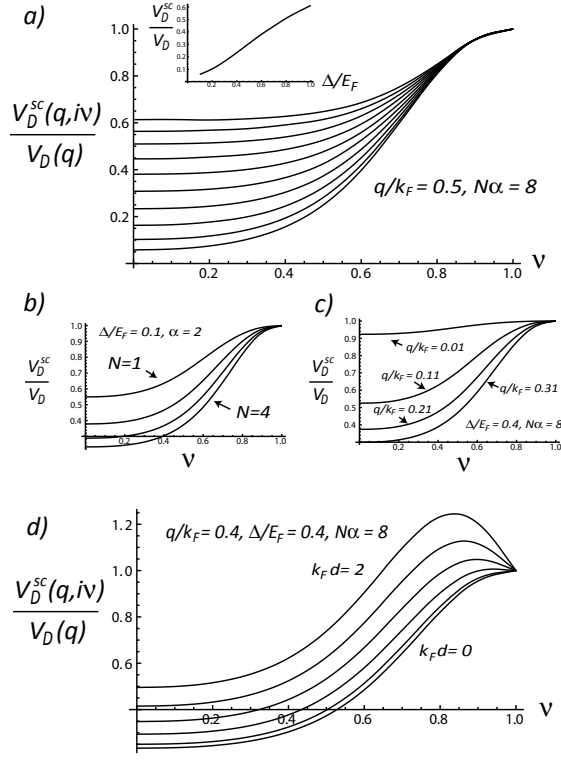 a)
V_D^sc
V_D
0.6
0.5
0.4
0.3
0.2
0.1
0.2 0.4 0.6 0.8 1.0
Δ/E_F
V_D^sc(q,iν)
V_D(q)
1.0
0.8
0.6
0.4
0.2
q/k_F = 0.5, Nα = 8
0.2 0.4 0.6 0.8 1.0
ν
b)
V_D^sc
V_D
1.0
0.9
0.8
0.7
0.6
0.5
0.4
Δ/E_F = 0.1, α = 2
N=1
N=4
0.2 0.4 0.6 0.8 1.0
ν
c)
V_D^sc
V_D
1.0
0.9
0.8
0.7
0.6
0.5
0.4
q/k_F = 0.01
q/k_F = 0.11
q/k_F = 0.31
q/k_F = 0.21
Δ/E_F = 0.4, Nα = 8
0.2 0.4 0.6 0.8 1.0
ν
d)
V_D^sc(q,iν)
V_D(q)
1.2
1.0
0.8
0.6
q/k_F = 0.4, Δ/E_F = 0.4, Nα = 8
k_F d = 2
k_F d = 0
0.2 0.4 0.6 0.8 1.0
ν